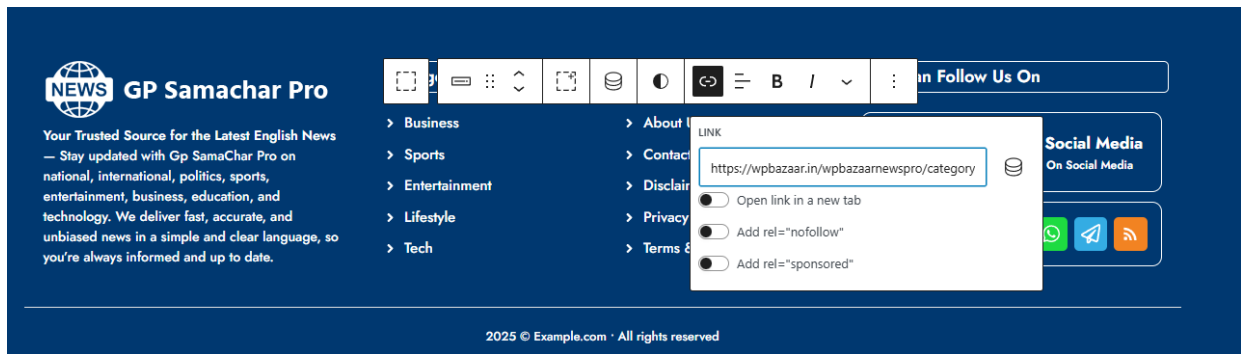 NEWS GP Samachar Pro
Your Trusted Source for the Latest English News
— Stay updated with Gp SamaChar Pro on
national, international, politics, sports,
entertainment, business, education, and
technology. We deliver fast, accurate, and
unbiased news in a simple and clear language, so
you're always informed and up to date.
B I
Business
Sports
Entertainment
Lifestyle
Tech
About
Contact
Disclai
Privacy
Terms &
LINK
https://wpbazaar.in/wpbazaarnewspro/category
Open link in a new tab
Add rel="nofollow"
Add rel="sponsored"
an Follow Us On
Social Media
On Social Media
2025 © Example.com · All rights reserved